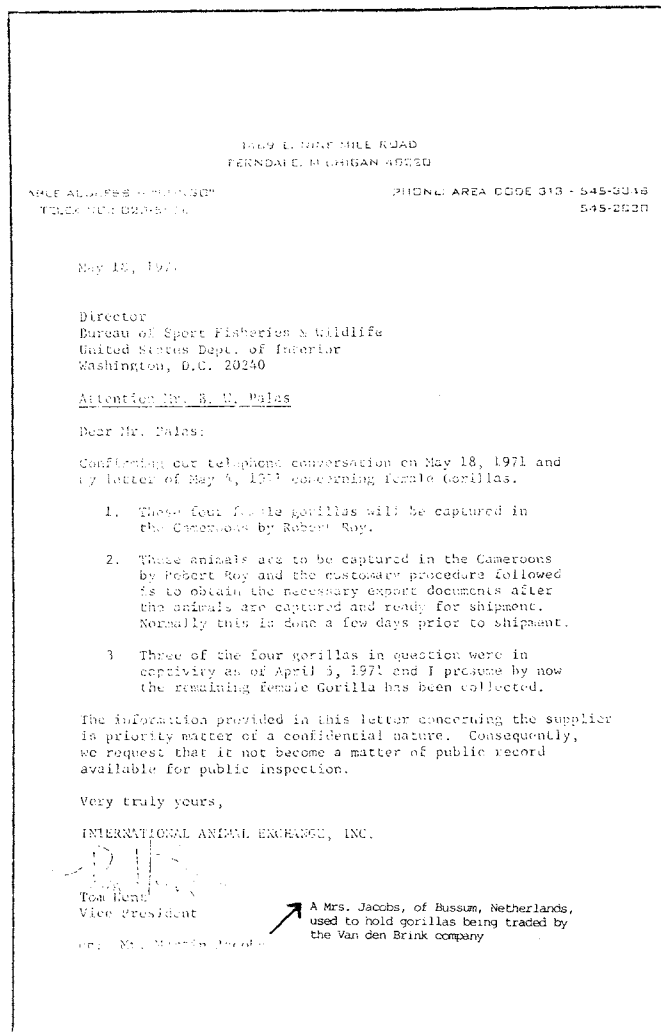 E. NINE MILE ROAD
FERNDALE, MICHIGAN
CABLE ADDRESS
PHONE: AREA CODE 313 - 545-
TELEX NO:
545-
May 18, 1971
Director
Bureau of Sport Fisheries & Wildlife
United States Dept. of Interior
Washington, D.C. 20240
Attention Mr.
Dear Mr.
Confirming our telephone conversation on May 18, 1971 and
my letter of May 1971 concerning female Gorillas.
1. These four female gorillas will be captured in
the Cameroons by Robert Roy.
2. These animals are to be captured in the Cameroons
by Robert Roy and the customary procedure followed
is to obtain the necessary export documents after
the animals are captured and ready for shipment.
Normally this is done a few days prior to shipment.
3 Three of the four gorillas in question were in
captivity as of April 1971 and I presume by now
the remaining female Gorilla has been collected.
The information provided in this letter concerning the supplier
is priority matter of a confidential nature. Consequently,
we request that it not become a matter of public record
available for public inspection.
Very truly yours,
INTERNATIONAL ANIMAL EXCHANGE, INC.
Tom
Vice President
A Mrs. Jacobs, of Bussum, Netherlands,
used to hold gorillas being traded by
the Van den Brink company
cc: Mr. Martin Jacobs